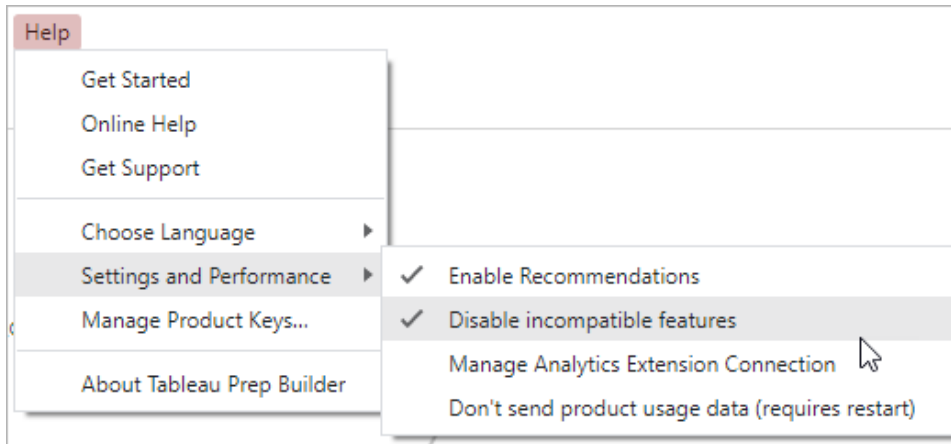 Help
Get Started
Online Help
Get Support
Choose Language
Settings and Performance
Manage Product Keys...
About Tableau Prep Builder
Enable Recommendations
Disable incompatible features
Manage Analytics Extension Connection
Don't send product usage data (requires restart)